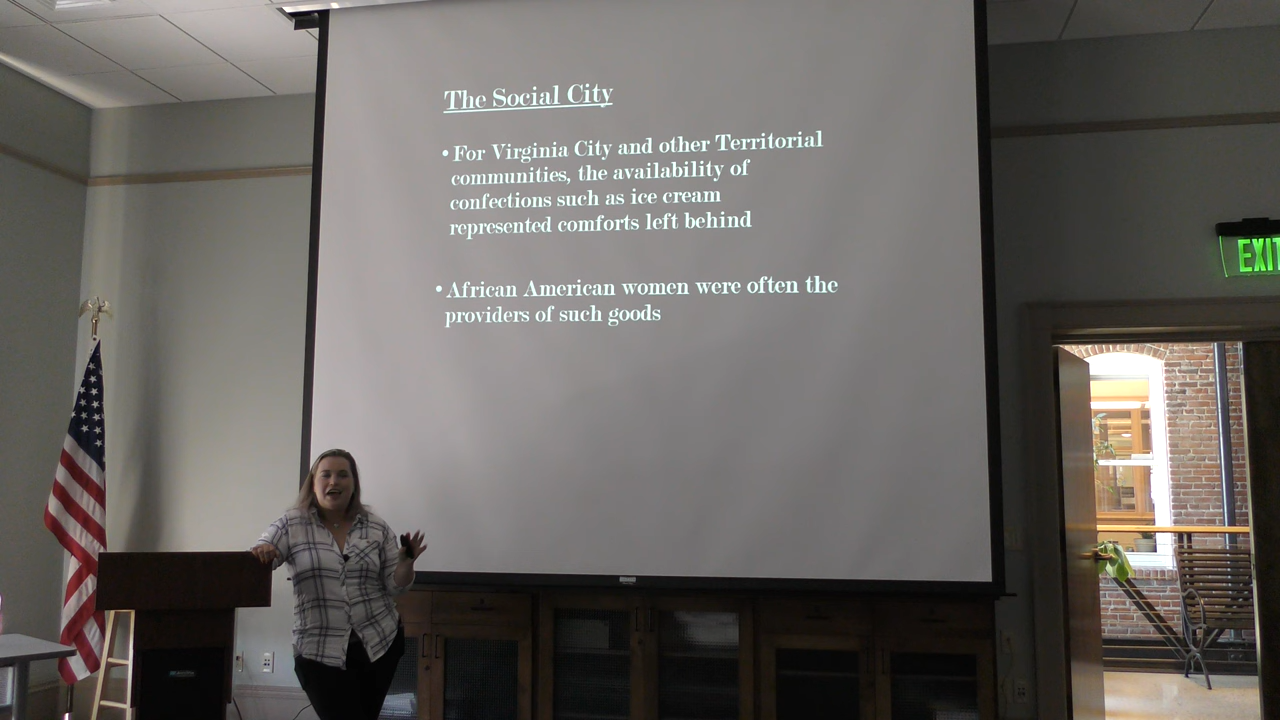 The Social City
• For Virginia City and other Territorial
communities, the availability of
confections such as ice cream
represented comforts left behind
• African American women were often the
providers of such goods
EXIT